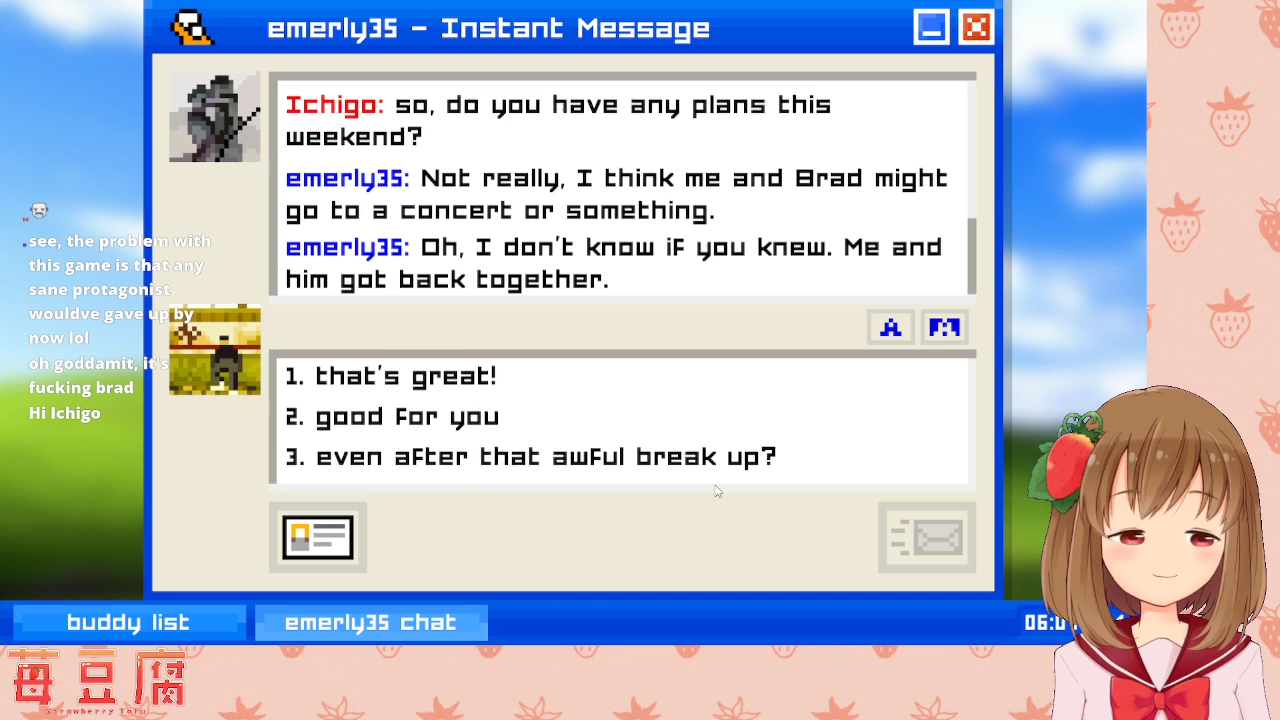 emerly35 - Instant Message
Ichigo: so, do you have any plans this
weekend?
emerly35: Not really, I think me and Brad might
go to a concert or something.
emerly35: Oh, I don't know if you knew. Me and
him got back together.
see, the problem with
this game is that any
sane protagonist
wouldve gave up by
now lol
oh goddamit, it's
fucking brad
Hi Ichigo
A
M
1. that's great!
2. good for you
3. even after that awful break up?
buddy list
emerly35 chat
苺豆腐
Strawberry Tofu